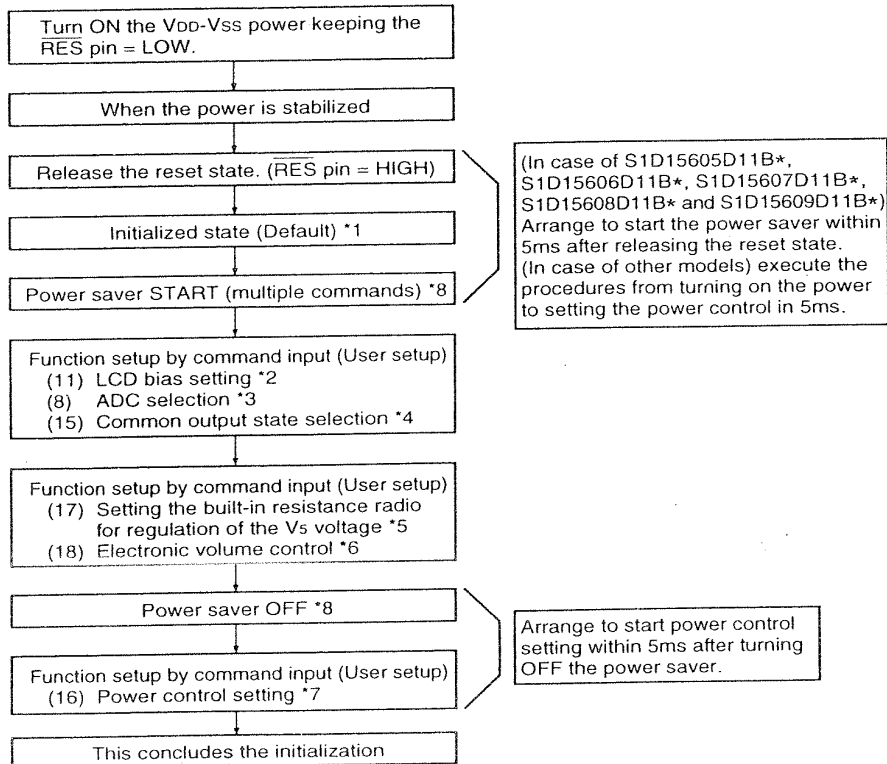 Turn ON the VDD-VSS power keeping the
RES pin = LOW.
When the power is stabilized
Release the reset state. (RES pin = HIGH)
Initialized state (Default) *1
Power saver START (multiple commands) *8
(In case of S1D15605D11B*,
S1D15606D11B*, S1D15607D11B*,
S1D15608D11B* and S1D15609D11B*)
Arrange to start the power saver within
5ms after releasing the reset state.
(In case of other models) execute the
procedures from turning on the power
to setting the power control in 5ms.
Function setup by command input (User setup)
(11) LCD bias setting *2
(8) ADC selection *3
(15) Common output state selection *4
Function setup by command input (User setup)
(17) Setting the built-in resistance radio
for regulation of the V5 voltage *5
(18) Electronic volume control *6
Power saver OFF *8
Function setup by command input (User setup)
(16) Power control setting *7
Arrange to start power control
setting within 5ms after turning
OFF the power saver.
This concludes the initialization